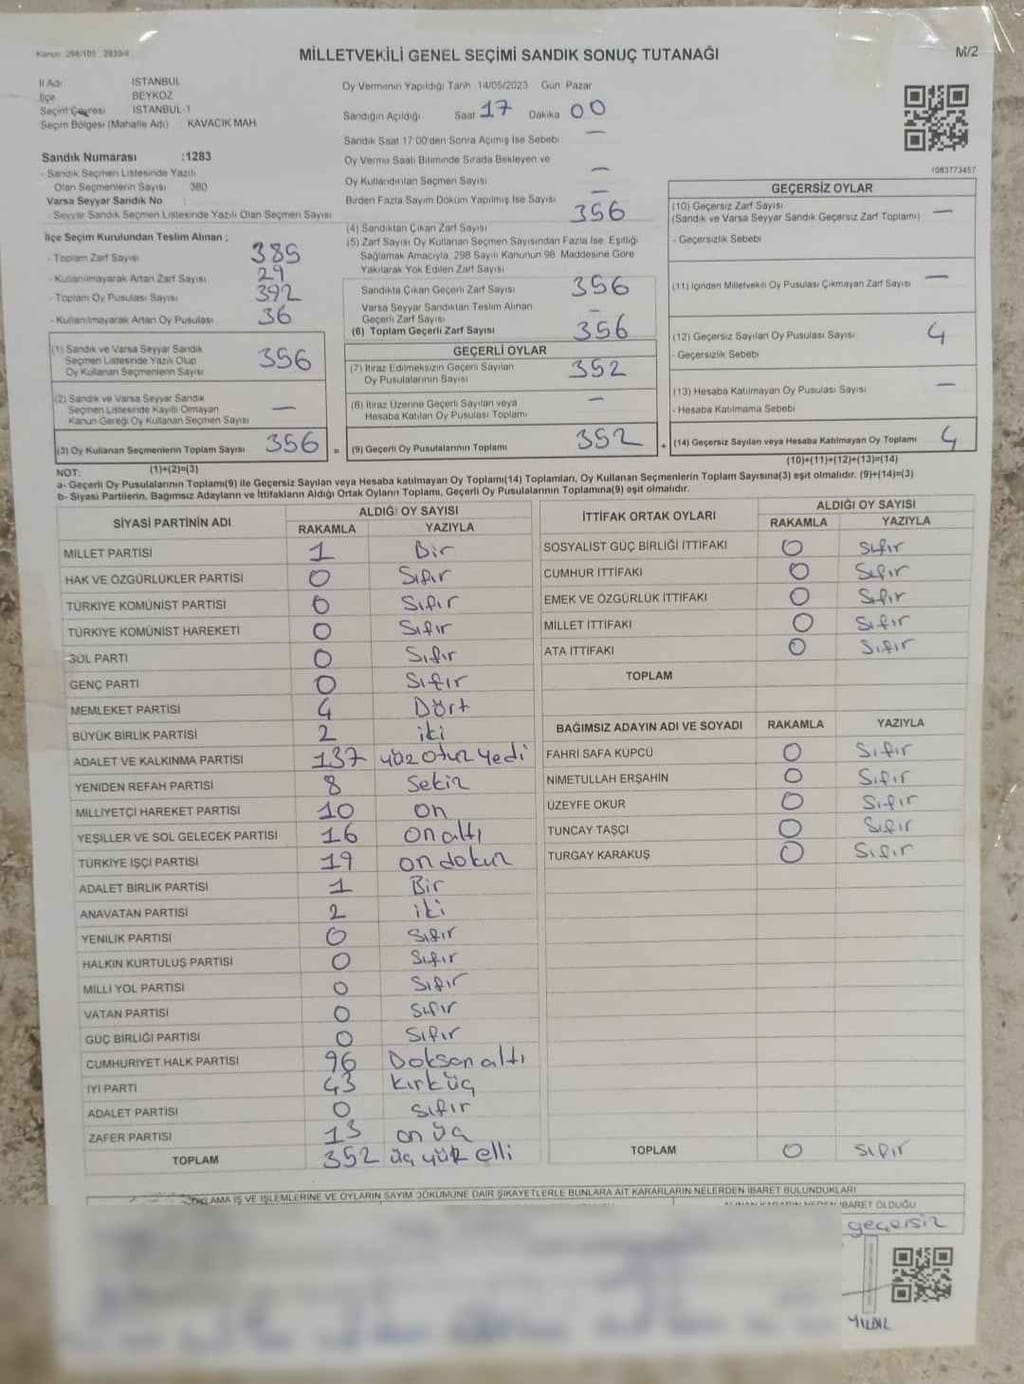 Kanun: 298/101 2839/4
MİLLETVEKİLİ GENEL SEÇİMİ SANDIK SONUÇ TUTANAĞI
M/2
İl Adı İSTANBUL
İlçe BEYKOZ
Seçim Çevresi İSTANBUL-1
Seçim Bölgesi (Mahalle Adı) KAVACIK MAH
Sandık Numarası :1283
- Sandık Seçmen Listesinde Yazılı
Olan Seçmenlerin Sayısı 380
Varsa Seyyar Sandık No
- Seyyar Sandık Seçmen Listesinde Yazılı Olan Seçmen Sayısı
İlçe Seçim Kurulundan Teslim Alınan :
- Toplam Zarf Sayısı 385
- Kullanılmayarak Artan Zarf Sayısı 29
- Toplam Oy Pusulası Sayısı 392
- Kullanılmayarak Artan Oy Pusulası 36
(1) Sandık ve Varsa Seyyar Sandık
Seçmen Listesinde Yazılı Olup
Oy Kullanan Seçmenlerin Sayısı 356
(2) Sandık ve Varsa Seyyar Sandık
Seçmen Listesinde Kayıtlı Olmayan
Kanun Gereği Oy Kullanan Seçmen Sayısı —
(3) Oy Kullanan Seçmenlerin Toplam Sayısı 356 =
(1)+(2)=(3)
Oy Vermenin Yapıldığı Tarih 14/05/2023 Gün Pazar
Sandığın Açıldığı Saat 17 Dakika 00
Sandık Saat 17:00'den Sonra Açılmış İse Sebebi —
Oy Verme Saati Bitiminde Sırada Bekleyen ve
Oy Kullandırılan Seçmen Sayısı —
Birden Fazla Sayım Döküm Yapılmış İse Sayısı —
(4) Sandıktan Çıkan Zarf Sayısı 356
(5) Zarf Sayısı Oy Kullanan Seçmen Sayısından Fazla İse, Eşitliği
Sağlamak Amacıyla, 298 Sayılı Kanunun 98. Maddesine Göre
Yakılarak Yok Edilen Zarf Sayısı
Sandıkta Çıkan Geçerli Zarf Sayısı 356
Varsa Seyyar Sandıktan Teslim Alınan
Geçerli Zarf Sayısı —
(6) Toplam Geçerli Zarf Sayısı 356
GEÇERLİ OYLAR
(7) İtiraz Edilmeksizin Geçerli Sayılan
Oy Pusulalarının Sayısı 352
(8) İtiraz Üzerine Geçerli Sayılan veya
Hesaba Katılan Oy Pusulası Toplamı —
(9) Geçerli Oy Pusulalarının Toplamı 352 +
1083773457
GEÇERSİZ OYLAR
(10) Geçersiz Zarf Sayısı
(Sandık ve Varsa Seyyar Sandık Geçersiz Zarf Toplamı) —
- Geçersizlik Sebebi
(11) İçinden Milletvekili Oy Pusulası Çıkmayan Zarf Sayısı —
(12) Geçersiz Sayılan Oy Pusulası Sayısı 4
- Geçersizlik Sebebi
(13) Hesaba Katılmayan Oy Pusulası Sayısı —
- Hesaba Katılmama Sebebi
(14) Geçersiz Sayılan veya Hesaba Katılmayan Oy Toplamı 4
(10)+(11)+(12)+(13)=(14)
NOT:
a- Geçerli Oy Pusulalarının Toplamı(9) ile Geçersiz Sayılan veya Hesaba katılmayan Oy Toplamı(14) Toplamları, Oy Kullanan Seçmenlerin Toplam Sayısına(3) eşit olmalıdır. (9)+(14)=(3)
b- Siyasi Partilerin, Bağımsız Adayların ve İttifakların Aldığı Ortak Oyların Toplamı, Geçerli Oy Pusulalarının Toplamına(9) eşit olmalıdır.
SİYASİ PARTİNİN ADI ALDIĞI OY SAYISI
RAKAMLA YAZIYLA
MİLLET PARTİSİ 1 Bir
HAK VE ÖZGÜRLÜKLER PARTİSİ 0 Sıfır
TÜRKİYE KOMÜNİST PARTİSİ 0 Sıfır
TÜRKİYE KOMÜNİST HAREKETİ 0 Sıfır
SOL PARTİ 0 Sıfır
GENÇ PARTİ 0 Sıfır
MEMLEKET PARTİSİ 4 Dört
BÜYÜK BİRLİK PARTİSİ 2 iki
ADALET VE KALKINMA PARTİSİ 137 yüz otuz yedi
YENİDEN REFAH PARTİSİ 8 Sekiz
MİLLİYETÇİ HAREKET PARTİSİ 10 on
YEŞİLLER VE SOL GELECEK PARTİSİ 16 on altı
TÜRKİYE İŞÇİ PARTİSİ 19 on dokuz
ADALET BİRLİK PARTİSİ 1 Bir
ANAVATAN PARTİSİ 2 iki
YENİLİK PARTİSİ 0 Sıfır
HALKIN KURTULUŞ PARTİSİ 0 Sıfır
MİLLİ YOL PARTİSİ 0 Sıfır
VATAN PARTİSİ 0 Sıfır
GÜÇ BİRLİĞİ PARTİSİ 0 Sıfır
CUMHURİYET HALK PARTİSİ 96 Doksan altı
İYİ PARTİ 43 kırk üç
ADALET PARTİSİ 0 Sıfır
ZAFER PARTİSİ 13 on üç
TOPLAM 352 üç yüz elli
İTTİFAK ORTAK OYLARI ALDIĞI OY SAYISI
RAKAMLA YAZIYLA
SOSYALİST GÜÇ BİRLİĞİ İTTİFAKI 0 Sıfır
CUMHUR İTTİFAKI 0 Sıfır
EMEK VE ÖZGÜRLÜK İTTİFAKI 0 Sıfır
MİLLET İTTİFAKI 0 Sıfır
ATA İTTİFAKI 0 Sıfır
TOPLAM
BAĞIMSIZ ADAYIN ADI VE SOYADI RAKAMLA YAZIYLA
FAHRİ SAFA KÜPCÜ 0 Sıfır
NİMETULLAH ERŞAHİN 0 Sıfır
ÜZEYFE OKUR 0 Sıfır
TUNCAY TAŞÇI 0 Sıfır
TURGAY KARAKUŞ 0 Sıfır
TOPLAM 0 Sıfır
İŞ VE İŞLEMLERİNE VE OYLARIN SAYIM DÖKÜMÜNE DAİR ŞİKAYETLERLE BUNLARA AİT KARARLARIN NELERDEN İBARET BULUNDUKLARI
İBARET OLDUĞU
geçersiz
YILDIZ